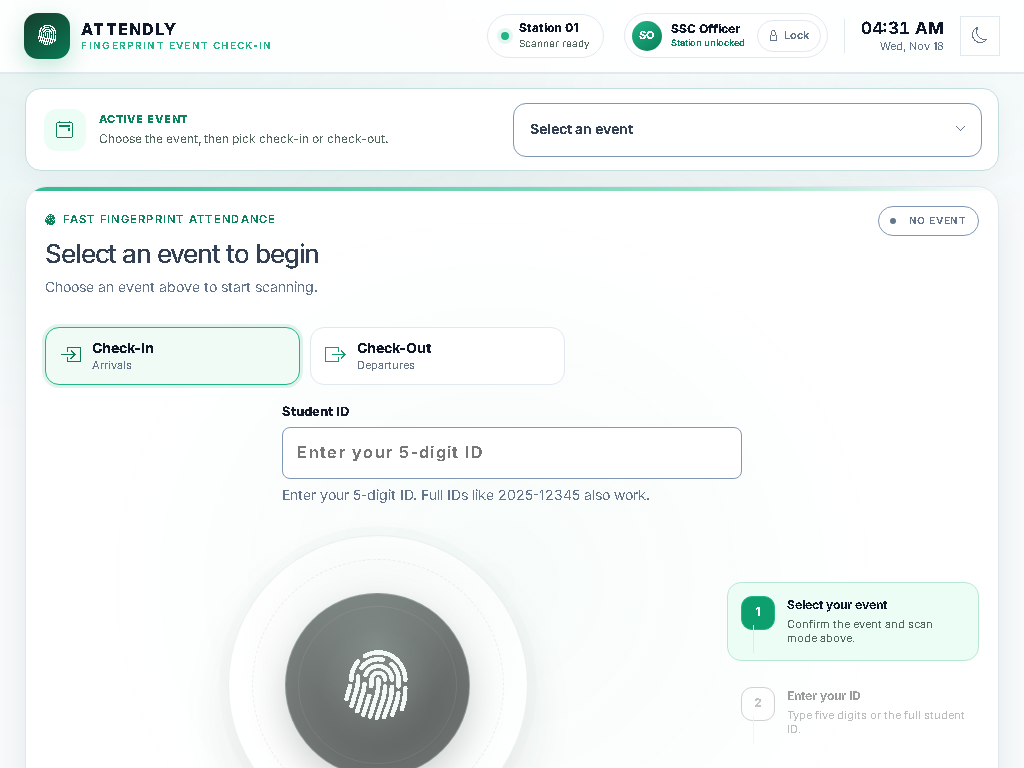 ATTENDLY
FINGERPRINT EVENT CHECK-IN
Station 01
Scanner ready
SO
SSC Officer
Station unlocked
Lock
04:31 AM
Wed, Nov 18
ACTIVE EVENT
Choose the event, then pick check-in or check-out.
Select an event
FAST FINGERPRINT ATTENDANCE
NO EVENT
Select an event to begin
Choose an event above to start scanning.
Check-In
Arrivals
Check-Out
Departures
Student ID
Enter your 5-digit ID
Enter your 5-digit ID. Full IDs like 2025-12345 also work.
1
Select your event
Confirm the event and scan
mode above.
2
Enter your ID
Type five digits or the full student
ID.